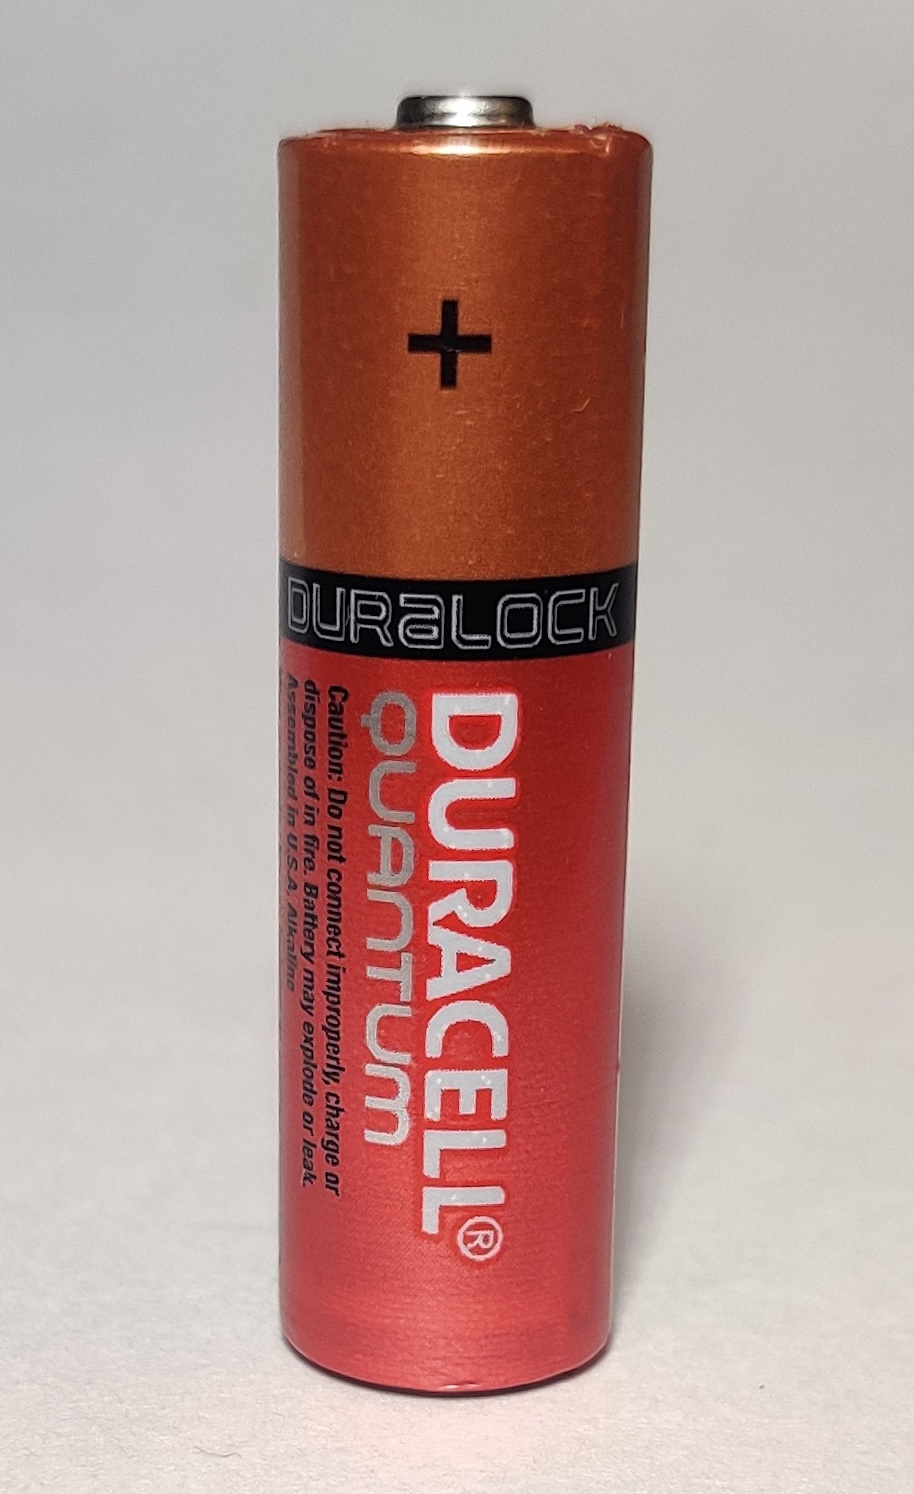 +
DURALOCK
DURACELL®
QUANTUM
Caution: Do not connect improperly, charge or
dispose of in fire. Battery may explode or leak.
Assembled in U.S.A. Alkaline